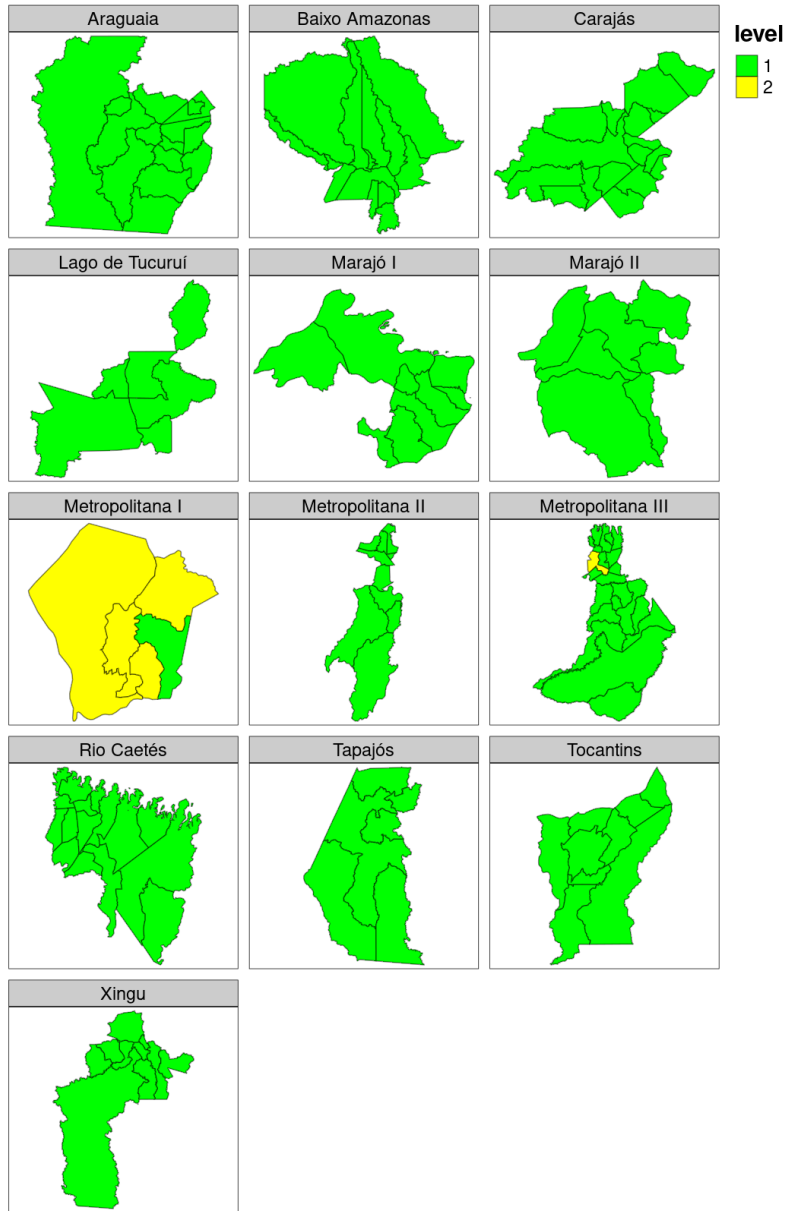 Araguaia
Baixo Amazonas
Carajás
level
1
2
Lago de Tucuruí
Marajó I
Marajó II
Metropolitana I
Metropolitana II
Metropolitana III
Rio Caetés
Tapajós
Tocantins
Xingu